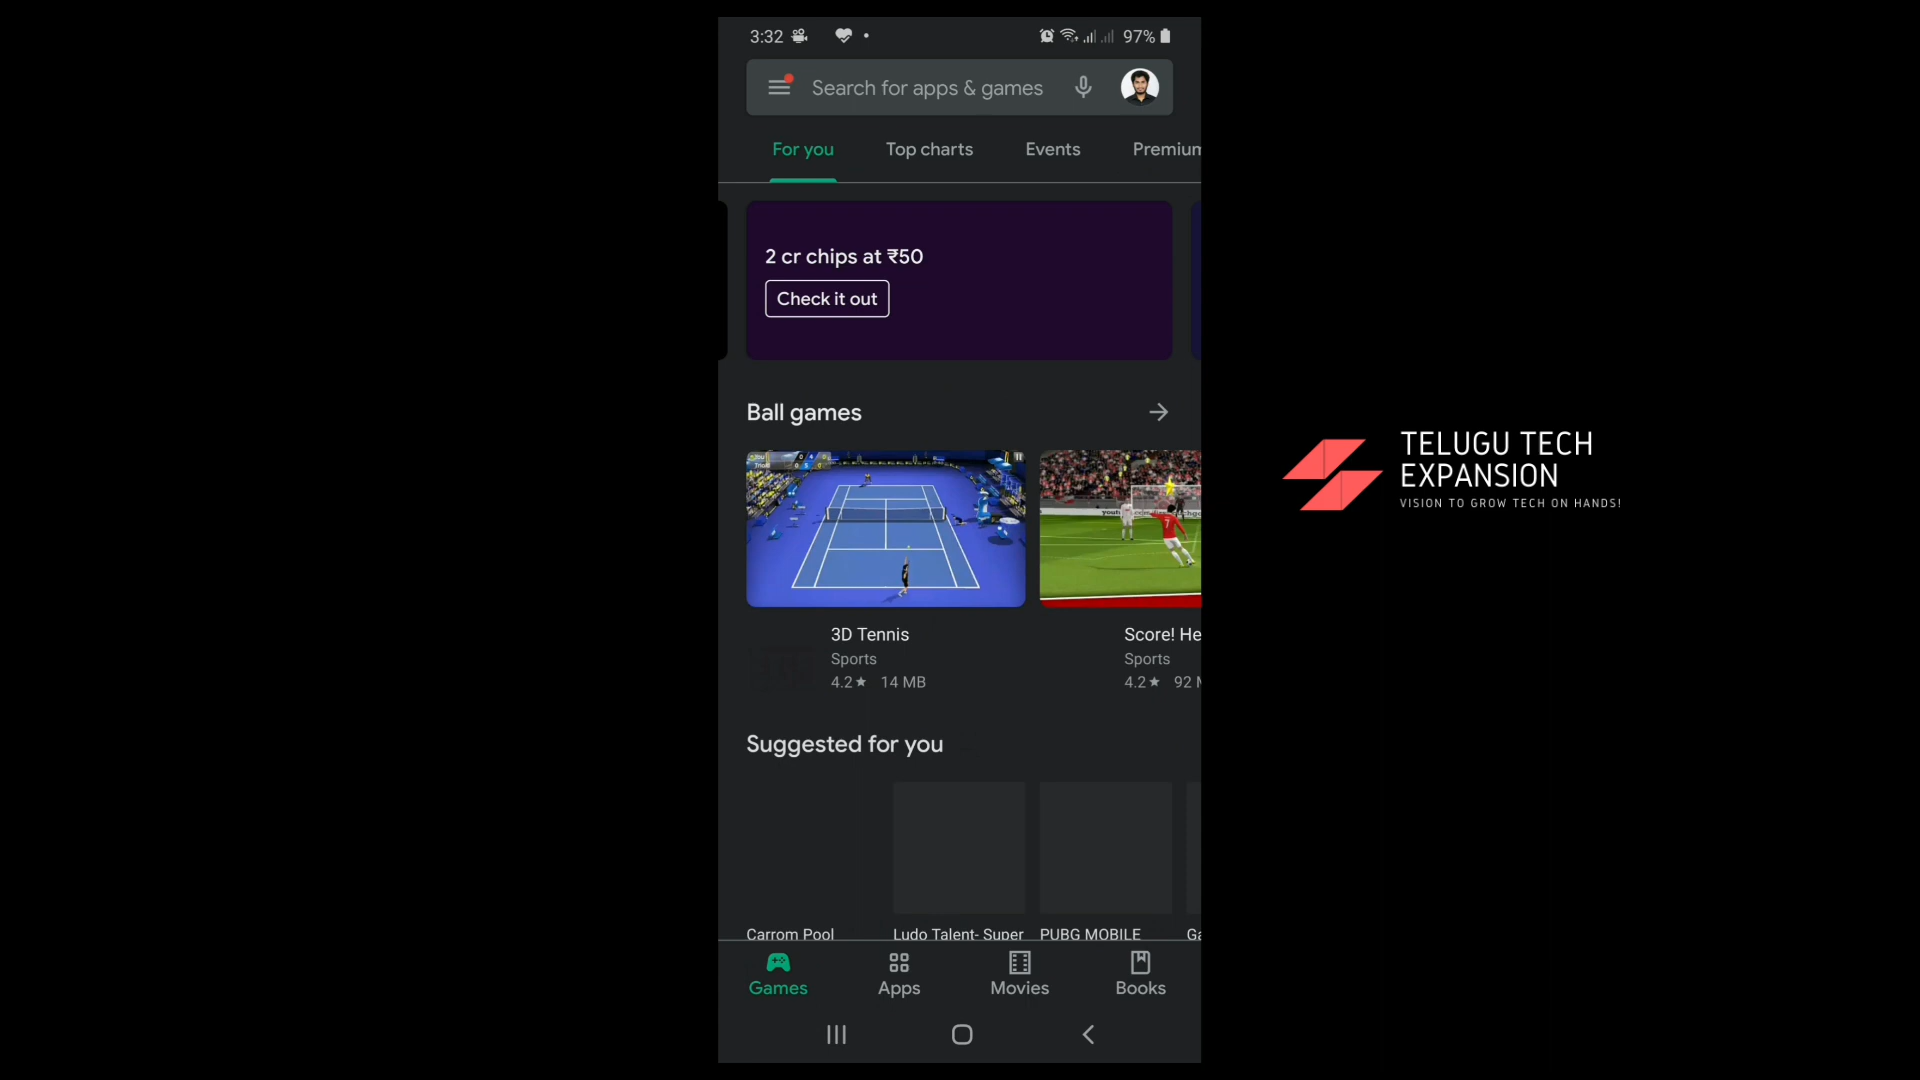 3:32
97%
Search for apps & games
For you
Top charts
Events
Premium
2 cr chips at ₹50
Check it out
Ball games
3D Tennis
Sports
4.2★ 14 MB
Score! He
Sports
4.2★ 92 M
Suggested for you
Carrom Pool
Ludo Talent- Super
PUBG MOBILE
Ga
Games
Apps
Movies
Books
TELUGU TECH
EXPANSION
VISION TO GROW TECH ON HANDS!